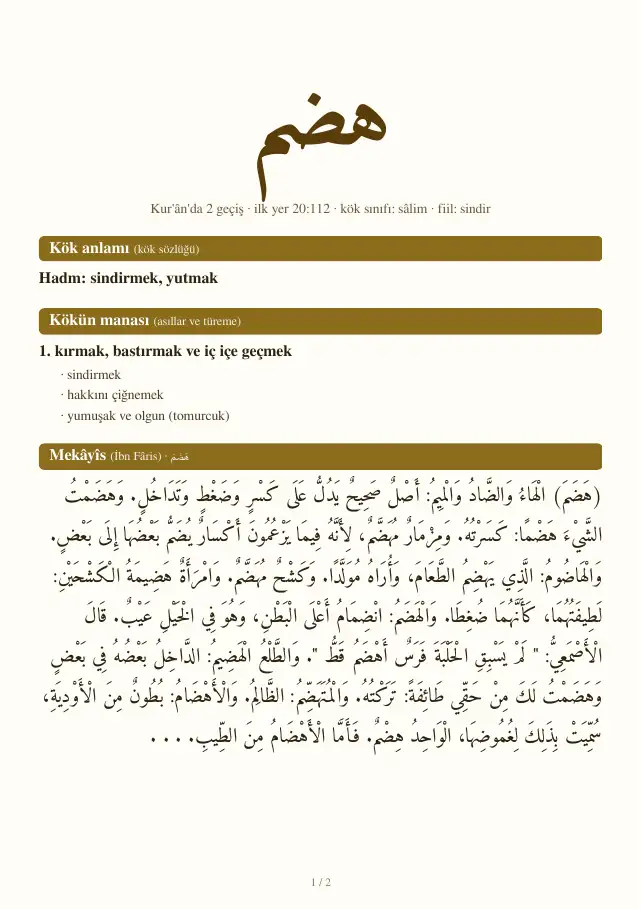 هضم
Kur'ân'da 2 geçiş · ilk yer 20:112 · kök sınıfı: sâlim · fiil: sindir
Kök anlamı (kök sözlüğü)
Hadm: sindirmek, yutmak
Kökün manası (asıllar ve türeme)
1. kırmak, bastırmak ve iç içe geçmek
· sindirmek
· hakkını çiğnemek
· yumuşak ve olgun (tomurcuk)
Mekâyîs (İbn Fâris) · هَضَمَ
(هَضَمَ) الْهَاءُ وَالضَّادُ وَالْمِيمُ: أَصْلٌ صَحِيحٌ يَدُلُّ عَلَى كَسْرٍ وَضَغْطٍ وَتَدَاخُلٍ. وَهَضَمْتُ
الشَّيْءَ هَضْمًا: كَسَرْتُهُ. وَمِزْمَارٌ مُهَضَّمٌ، لِأَنَّهُ فِيمَا يَزْعُمُونَ أَكْسَارٌ يُضَمُّ بَعْضُهَا إِلَى بَعْضٍ.
وَالْهَاضُومُ: الَّذِي يَهْضِمُ الطَّعَامَ، وَأُرَاهُ مُوَلَّدًا. وَكَشْحٌ مُهَضَّمٌ. وَامْرَأَةٌ هَضِيمَةُ الْكَشْحَيْنِ:
لَطِيفَتُهُمَا، كَأَنَّهُمَا ضُغِطَا. وَالْهَضَمُ: انْضِمَامُ أَعْلَى الْبَطْنِ، وَهُوَ فِي الْخَيْلِ عَيْبٌ. قَالَ
الْأَصْمَعِيُّ: " لَمْ يَسْبِقِ الْحَلْبَةَ فَرَسٌ أَهْضَمُ قَطُّ ". وَالطَّلْعُ الْهَضِيمُ: الدَّاخِلُ بَعْضُهُ فِي بَعْضٍ
وَهَضَمْتُ لَكَ مِنْ حَقِّي طَائِفَةً: تَرَكْتُهُ. وَالْمُتَهَضِّمُ: الظَّالِمُ. وَالْأَهْضَامُ: بُطُونٌ مِنَ الْأَوْدِيَةِ،
سُمِّيَتْ بِذَلِكَ لِغُمُوضِهَا، الْوَاحِدُ هِضْمٌ. فَأَمَّا الْأَهْضَامُ مِنَ الطِّيبِ. . . .
1 / 2